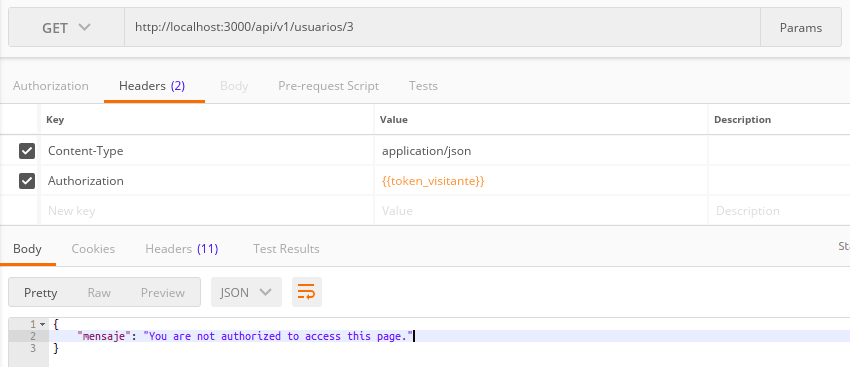 GET http://localhost:3000/api/v1/usuarios/3 Params
Authorization Headers (2) Body Pre-request Script Tests
Key Value Description
Content-Type application/json
Authorization {{token_visitante}}
New key Value Description
Body Cookies Headers (11) Test Results St
Pretty Raw Preview JSON
1 {
2 "mensaje": "You are not authorized to access this page."
3 }